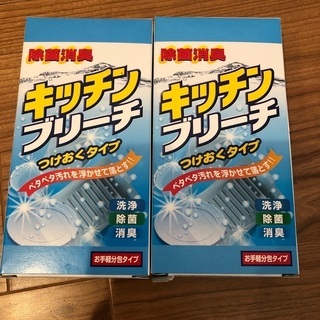 除菌消臭
キッチン
ブリーチ
つけおくタイプ
ベタベタ汚れを浮かせて落とす!!
洗浄
除菌
消臭
お手軽分包タイプ
除菌消臭
キッチン
ブリーチ
つけおくタイプ
ベタベタ汚れを浮かせて落とす!!
洗浄
除菌
消臭
お手軽分包タイプ